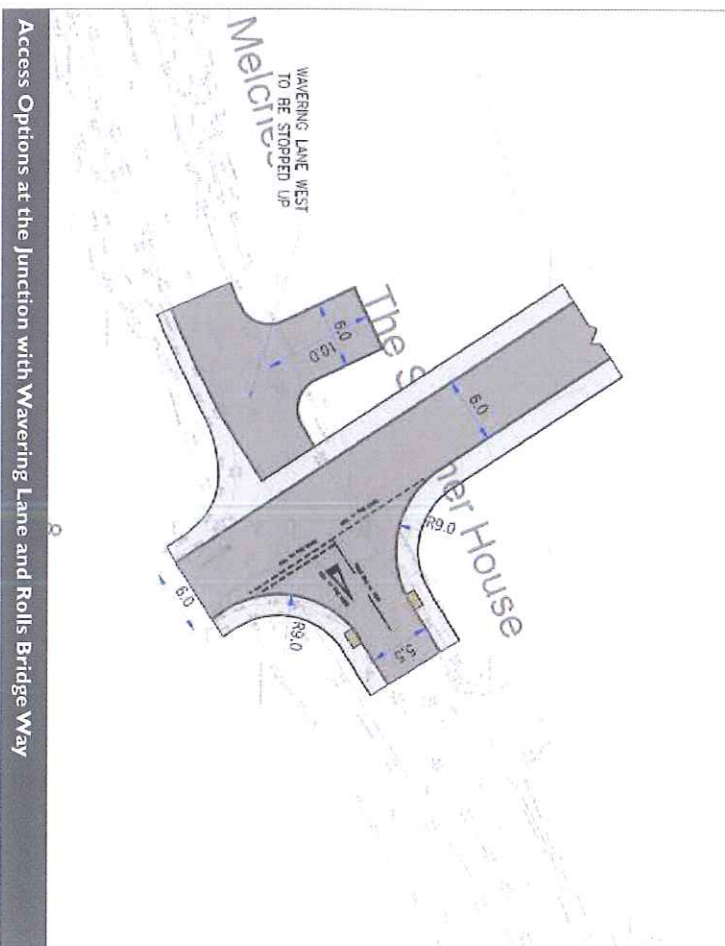 Access Options at the Junction with Wavering Lane and Rolls Bridge Way
WAVERING LANE WEST
TO BE STOPPED UP
6.0
10.0
6.0
R9.0
5.5
R9.0
6.0
House